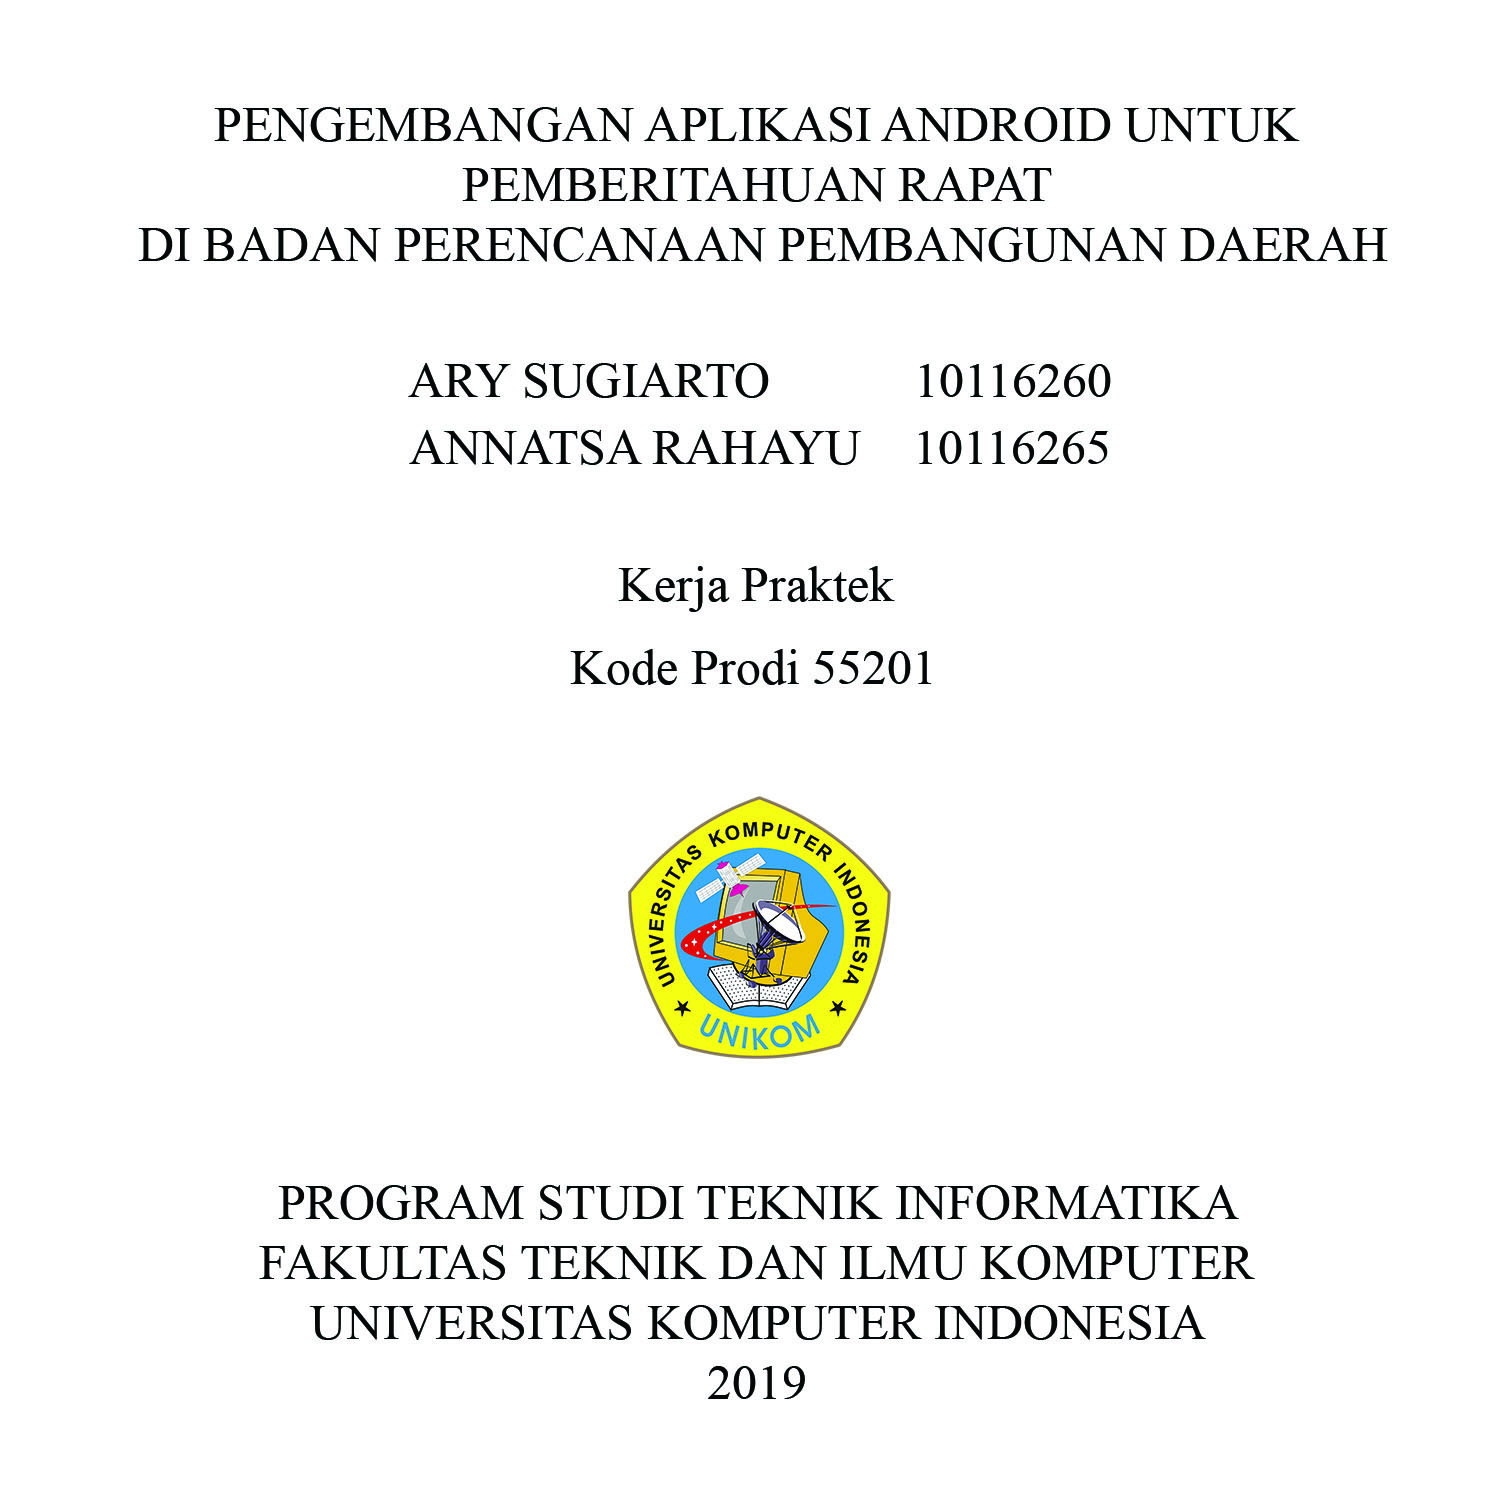 PENGEMBANGAN APLIKASI ANDROID UNTUK
PEMBERITAHUAN RAPAT
DI BADAN PERENCANAAN PEMBANGUNAN DAERAH
ARY SUGIARTO 10116260
ANNATSA RAHAYU 10116265
Kerja Praktek
Kode Prodi 55201
UNIVERSITAS KOMPUTER INDONESIA
UNIKOM
PROGRAM STUDI TEKNIK INFORMATIKA
FAKULTAS TEKNIK DAN ILMU KOMPUTER
UNIVERSITAS KOMPUTER INDONESIA
2019